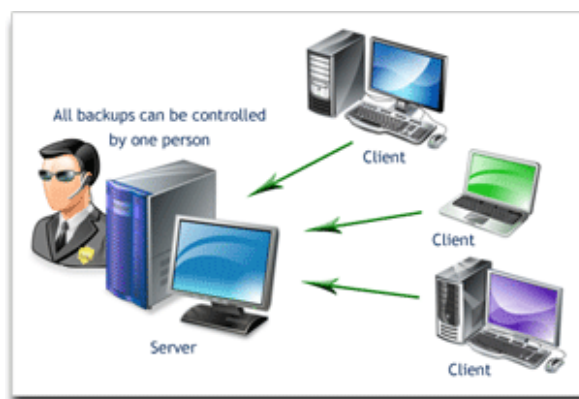 All backups can be controlled
by one person
Client
Client
Server
Client